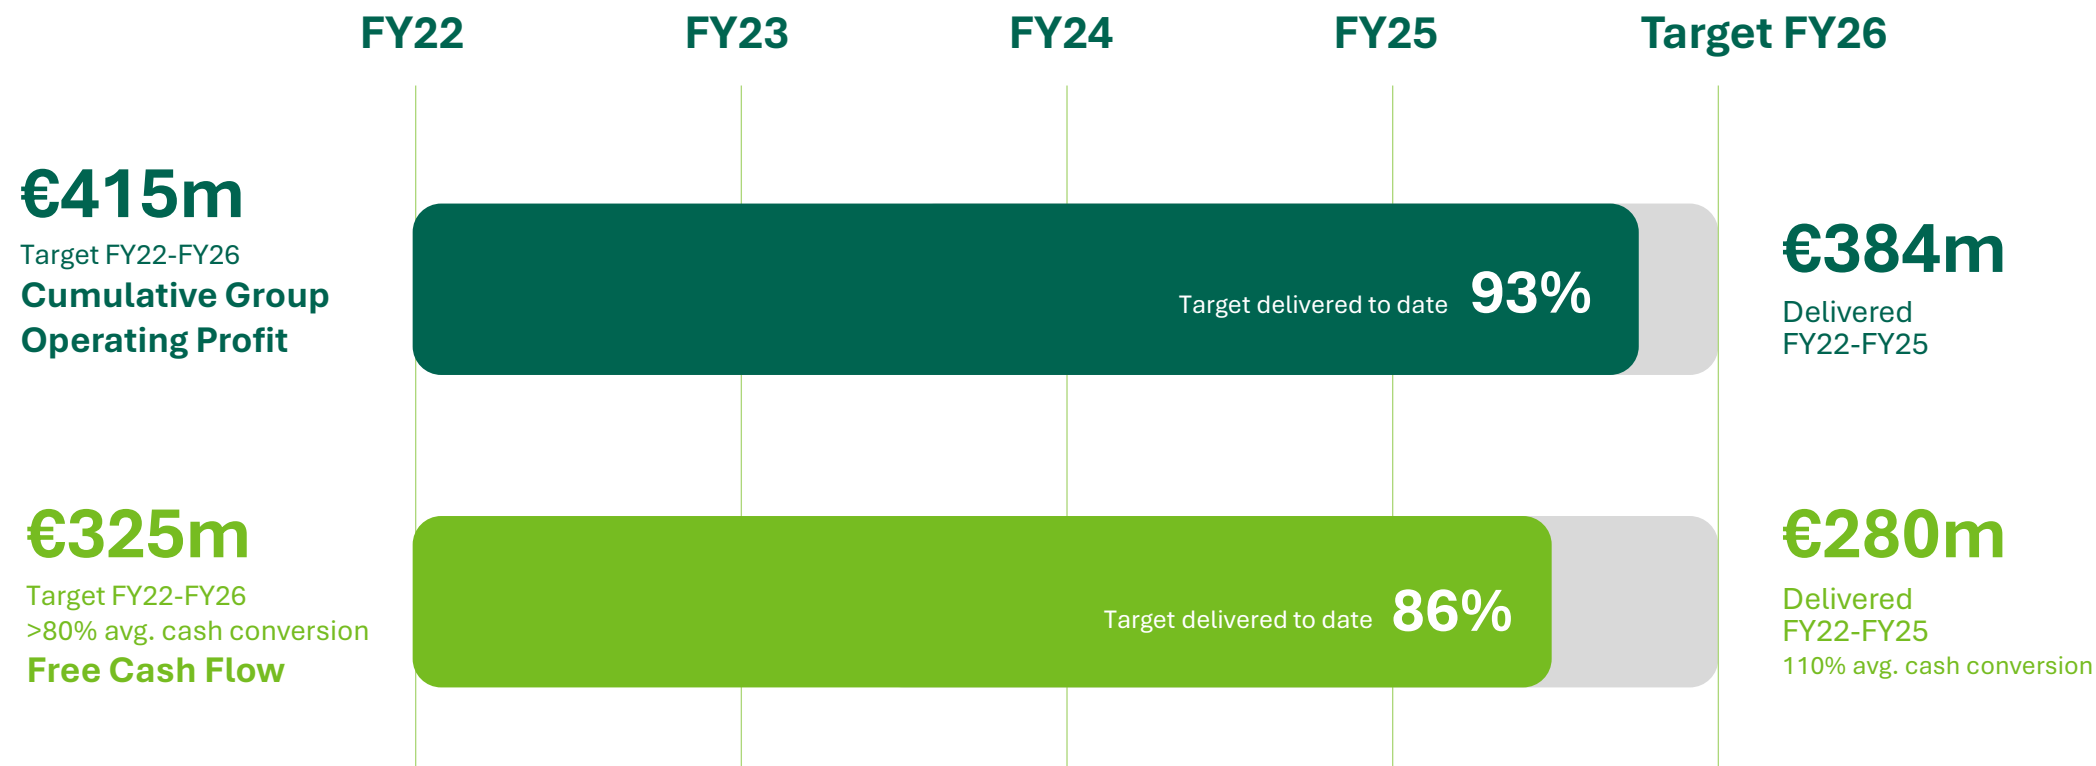 FY22 FY23 FY24 FY25 Target FY26
€415m
Target FY22-FY26
Cumulative Group
Operating Profit
Target delivered to date 93%
€384m
Delivered
FY22-FY25
€325m
Target FY22-FY26
>80% avg. cash conversion
Free Cash Flow
Target delivered to date 86%
€280m
Delivered
FY22-FY25
110% avg. cash conversion